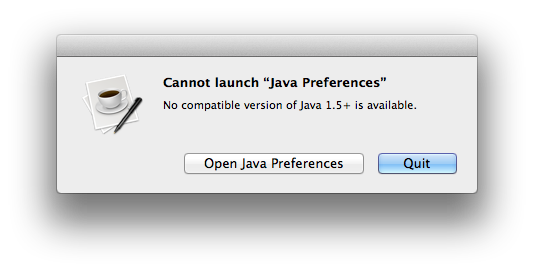 Cannot launch “Java Preferences”
No compatible version of Java 1.5+ is available.
Open Java Preferences
Quit